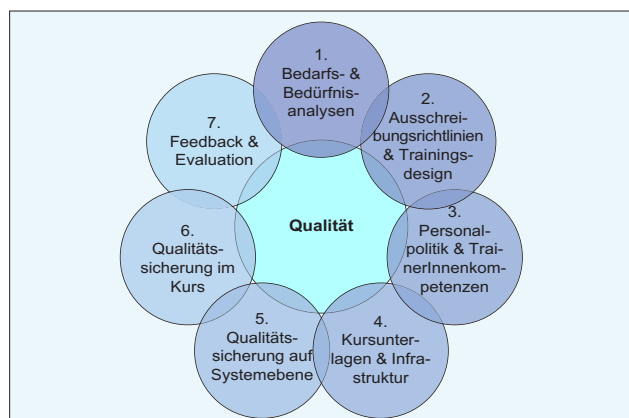 1.
Bedarfs- &
Bedürfnis-
analysen
2.
Ausschrei-
bungsrichtlinien
& Trainings-
design
3.
Personal-
politik & Trai-
nerInnenkom-
petenzen
4.
Kursunter-
lagen & Infra-
struktur
5.
Qualitäts-
sicherung auf
Systemebene
6.
Qualitäts-
sicherung im
Kurs
7.
Feedback &
Evaluation
Qualität